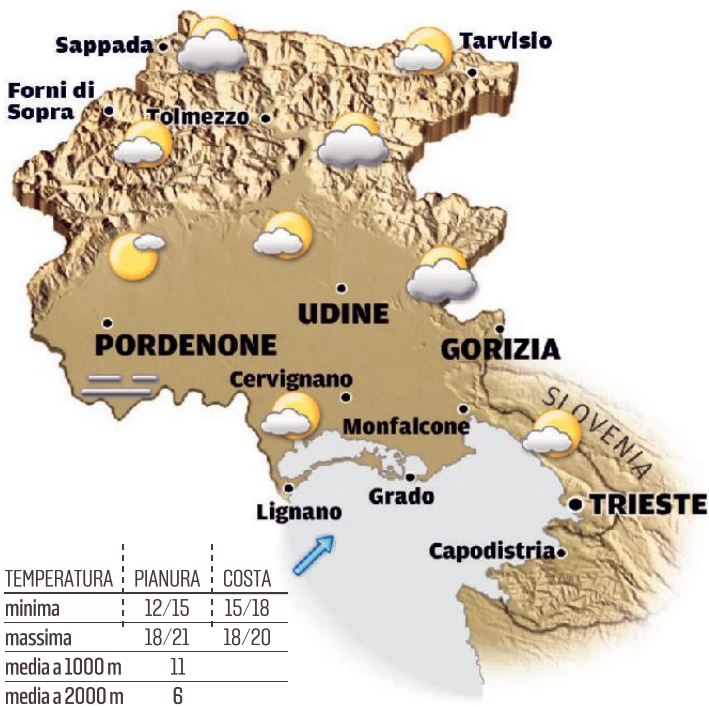 Sappada
Tarvisio
Forni di
Sopra
Tolmezzo
UDINE
PORDENONE
GORIZIA
Cervignano
SLOVENIA
Monfalcone
Grado
Lignano
TRIESTE
Capodistria
TEMPERATURA PIANURA COSTA
minima 12/15 15/18
massima 18/21 18/20
media a 1000 m 11
media a 2000 m 6